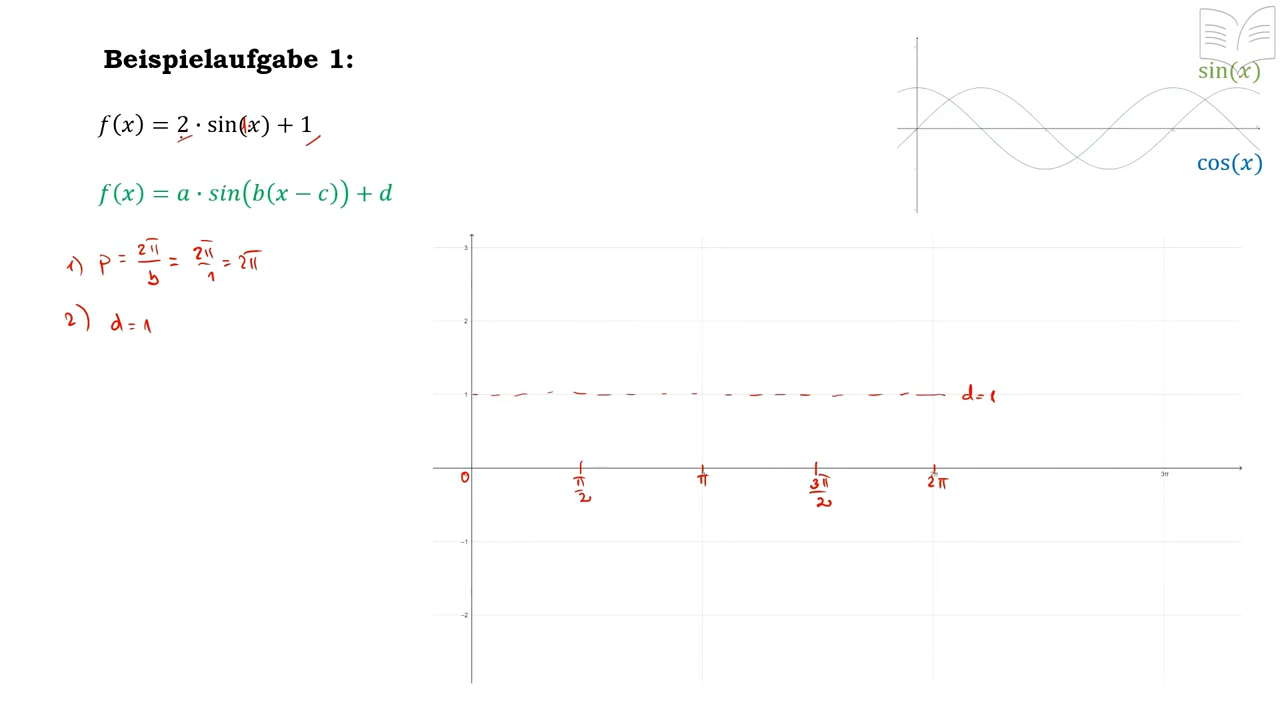 Beispielaufgabe 1:
sin(x)
f(x) = 2 · sin(1x) + 1
cos(x)
f(x) = a · sin(b(x − c)) + d
1) P = 2π/b = 2π/1 = 2π
2) d = 1
3
2
1
d = 1
0
π/2
π
3π/2
2π
3π
−1
−2